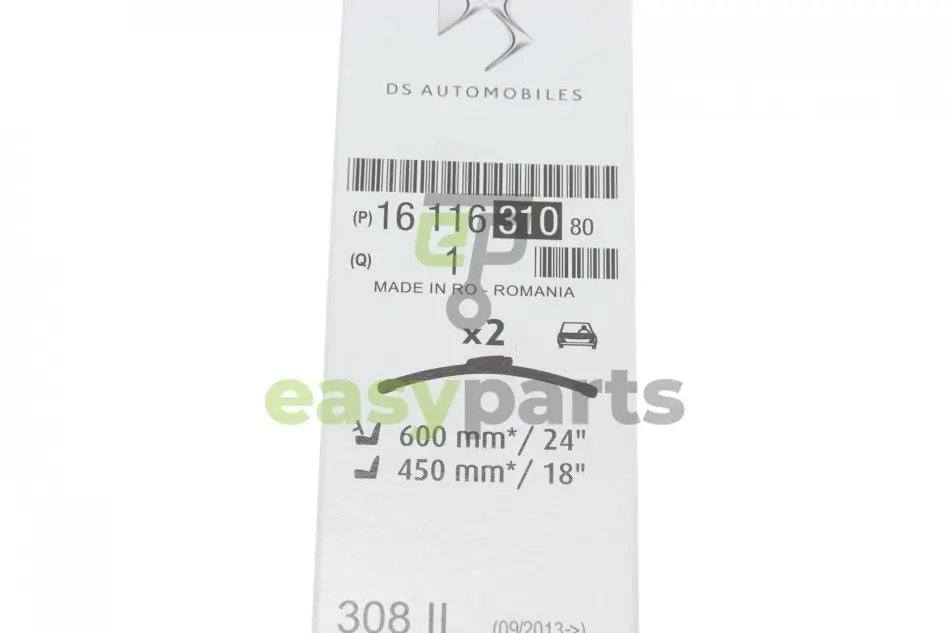 DS AUTOMOBILES
(P) 16 116 310 80
(Q) 1
MADE IN RO - ROMANIA
x2
easyparts
600 mm*/ 24"
450 mm*/ 18"
308 II (09/2013->)